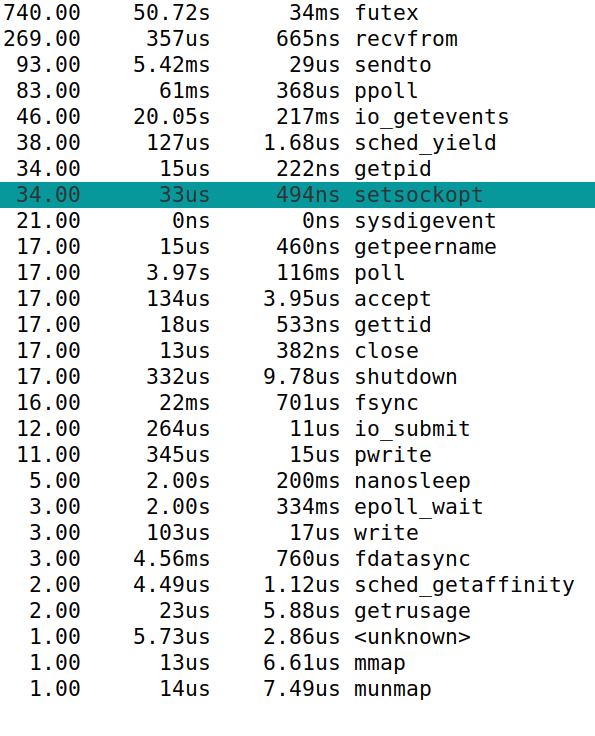 740.00 50.72s 34ms futex
269.00 357us 665ns recvfrom
93.00 5.42ms 29us sendto
83.00 61ms 368us ppoll
46.00 20.05s 217ms io_getevents
38.00 127us 1.68us sched_yield
34.00 15us 222ns getpid
34.00 33us 494ns setsockopt
21.00 0ns 0ns sysdigevent
17.00 15us 460ns getpeername
17.00 3.97s 116ms poll
17.00 134us 3.95us accept
17.00 18us 533ns gettid
17.00 13us 382ns close
17.00 332us 9.78us shutdown
16.00 22ms 701us fsync
12.00 264us 11us io_submit
11.00 345us 15us pwrite
5.00 2.00s 200ms nanosleep
3.00 2.00s 334ms epoll_wait
3.00 103us 17us write
3.00 4.56ms 760us fdatasync
2.00 4.49us 1.12us sched_getaffinity
2.00 23us 5.88us getrusage
1.00 5.73us 2.86us <unknown>
1.00 13us 6.61us mmap
1.00 14us 7.49us munmap